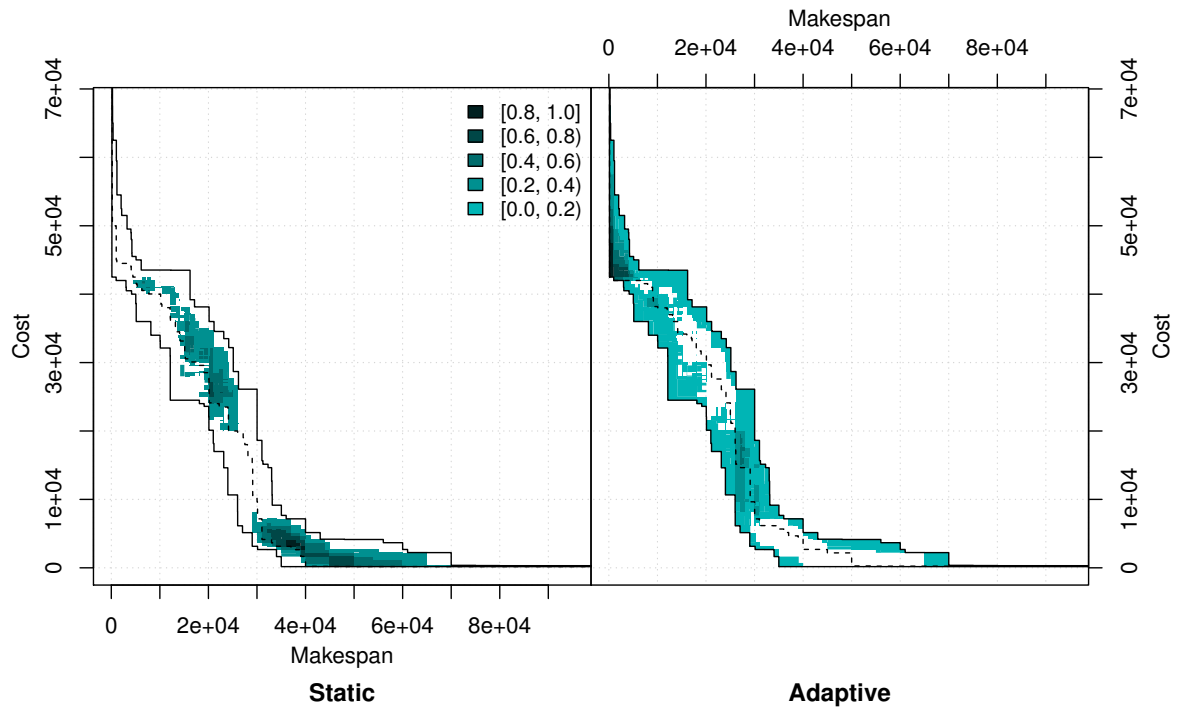 Makespan
0 2e+04 4e+04 6e+04 8e+04
7e+04
5e+04
3e+04
1e+04
0
Cost
[0.8, 1.0]
[0.6, 0.8)
[0.4, 0.6)
[0.2, 0.4)
[0.0, 0.2)
7e+04
5e+04
3e+04
1e+04
0
Cost
0 2e+04 4e+04 6e+04 8e+04
Makespan
Static
Adaptive